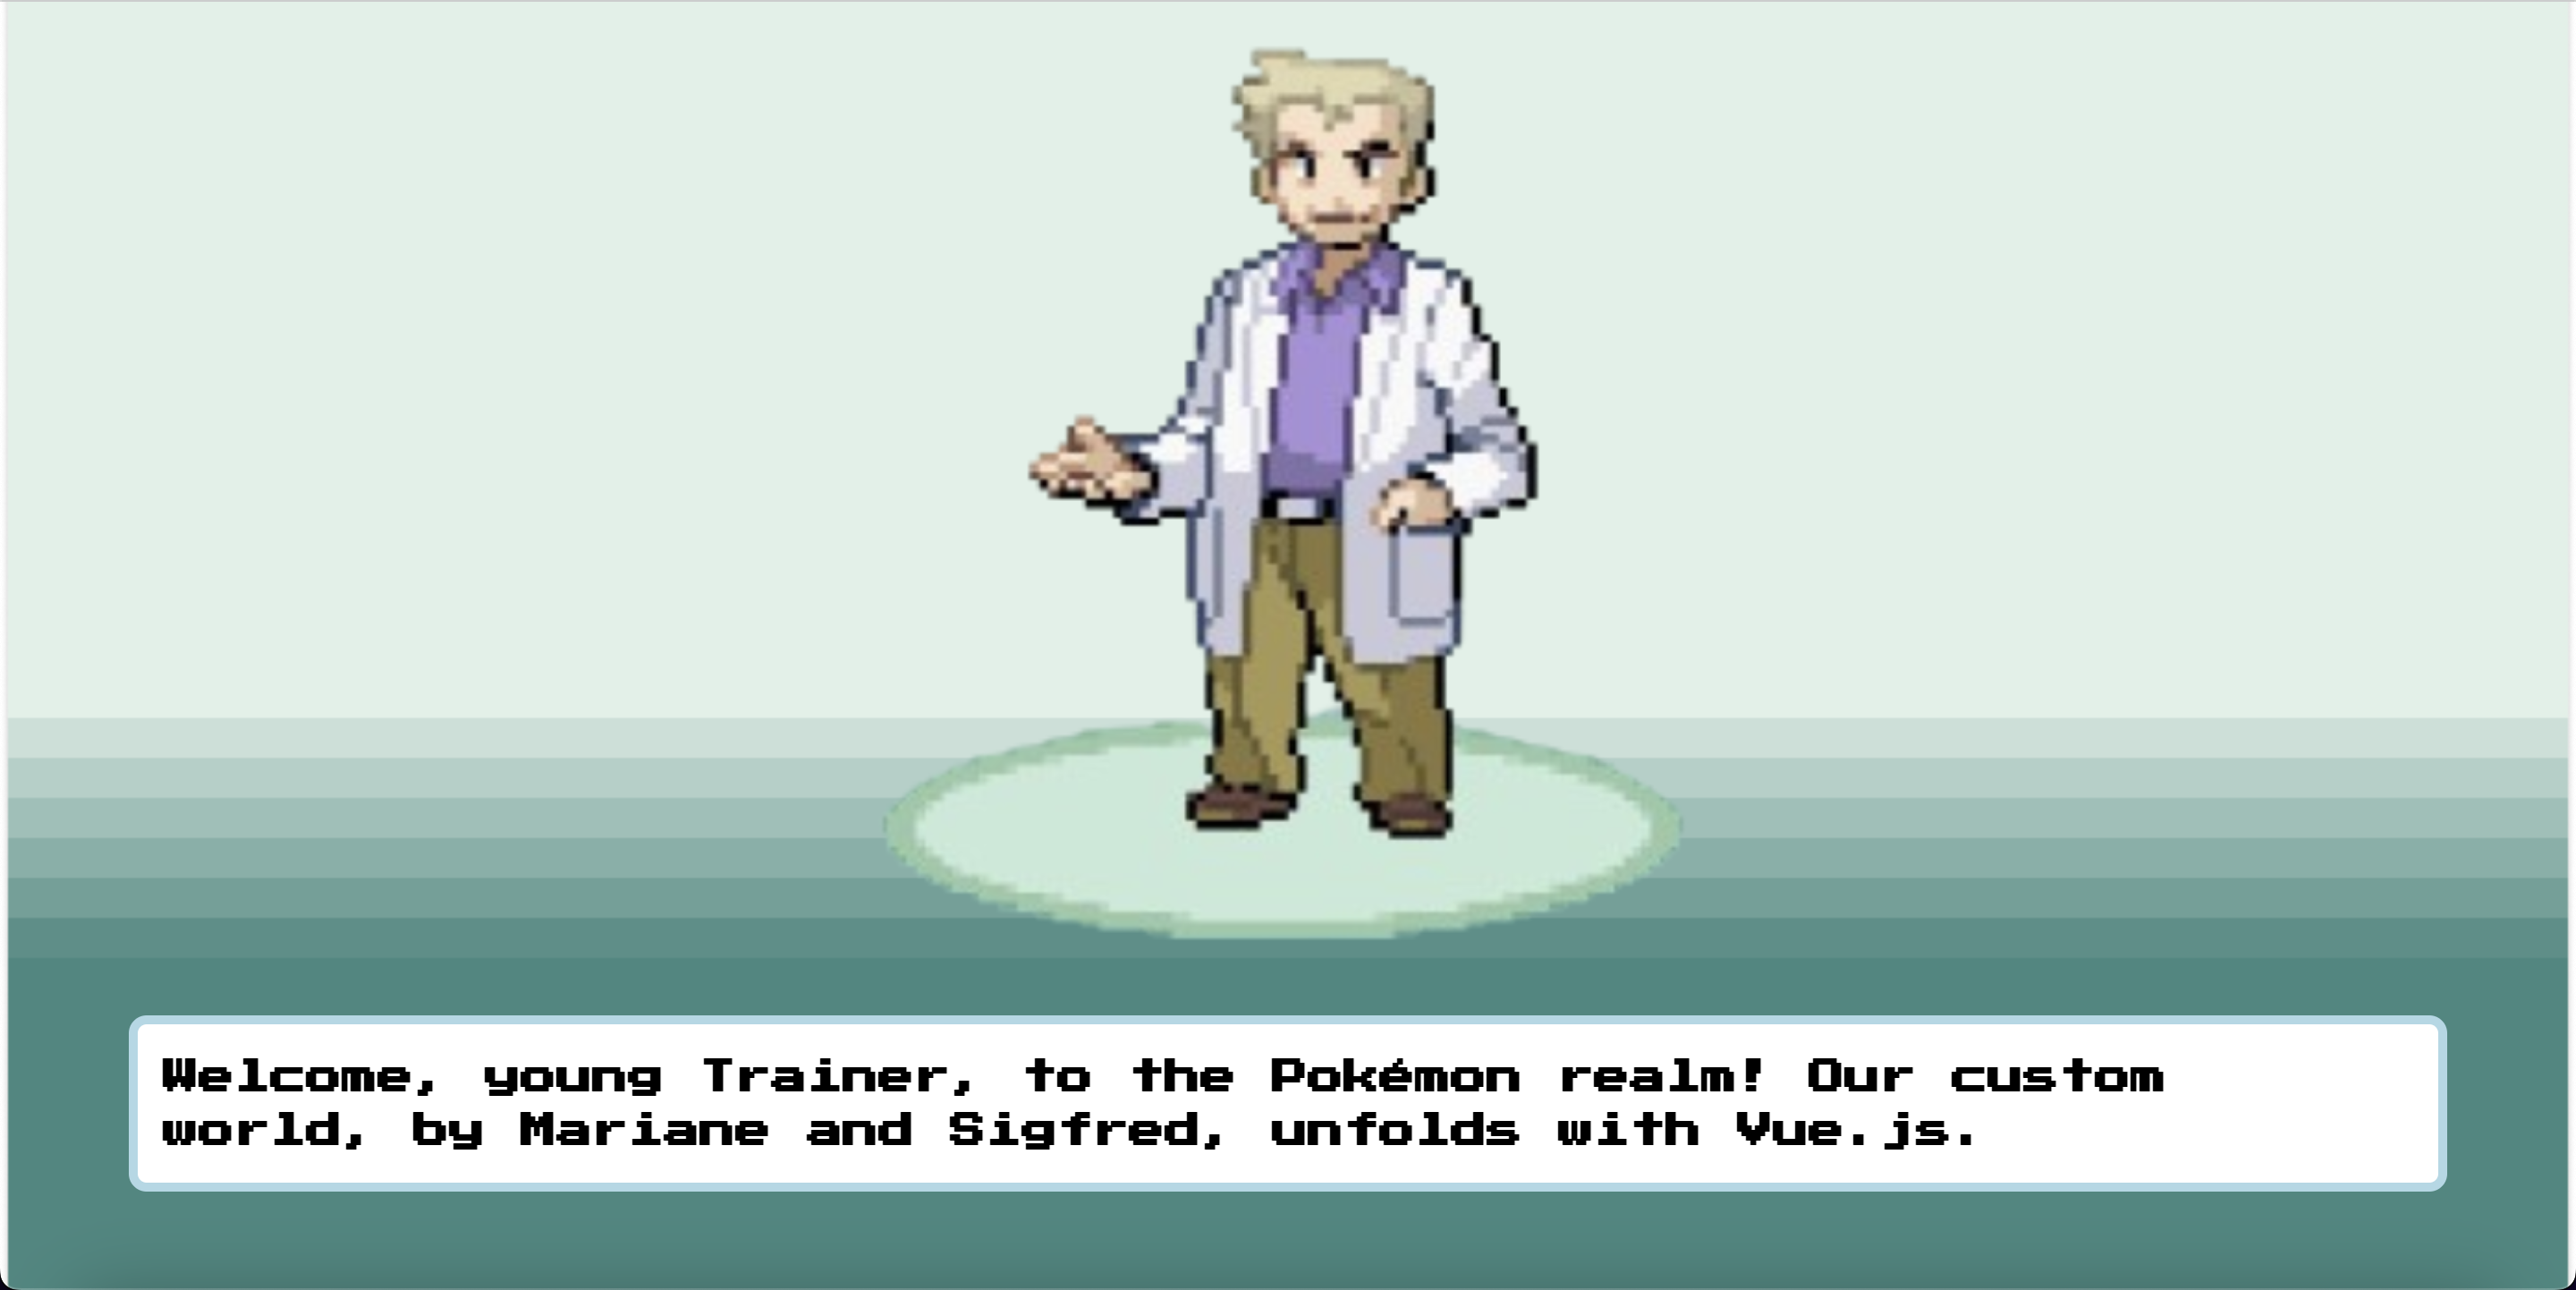 Welcome, young Trainer, to the Pokémon realm! Our custom
world, by Mariane and Sigfred, unfolds with Vue.js.